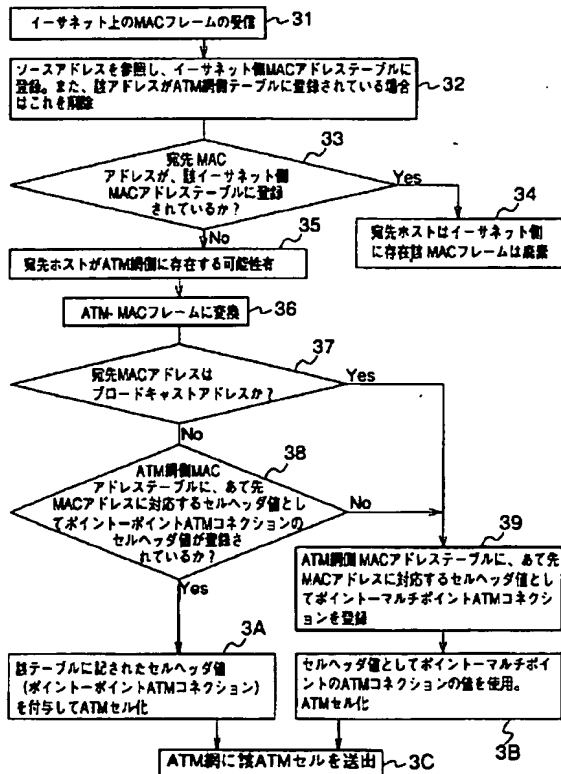 イーサネット上のMACフレームの受信
31
ソースアドレスを参照し、イーサネット側MACアドレステーブルに
登録。また、該アドレスがATM網側テーブルに登録されている場合
はこれを削除
32
33
宛先 MAC
アドレスが、該イーサネット側
MACアドレステーブルに登録
されているか?
Yes
34
No
35
宛先ホストはイーサネット側
に存在該MACフレームは廃棄
宛先ホストがATM網側に存在する可能性有
ATM-MACフレームに変換
36
37
宛先MACアドレスは
ブロードキャストアドレスか?
Yes
No
38
ATM網側MAC
アドレステーブルに、あて先
MACアドレスに対応するセルヘッダ値とし
てポイントーポイントATMコネクションの
セルヘッダ値が登録さ
れているか?
No
39
ATM網側MACアドレステーブルに、あて先
MACアドレスに対応するセルヘッダ値とし
てポイントーマルチポイントATMコネクシ
ョンを登録
Yes
3A
該テーブルに記されたセルヘッダ値
(ポイントーポイントATMコネクション)
を付与してATMセル化
セルヘッダ値としてポイントーマルチポイ
ントのATMコネクションの値を使用。
ATMセル化
3B
ATM網に該ATMセルを送出
3C